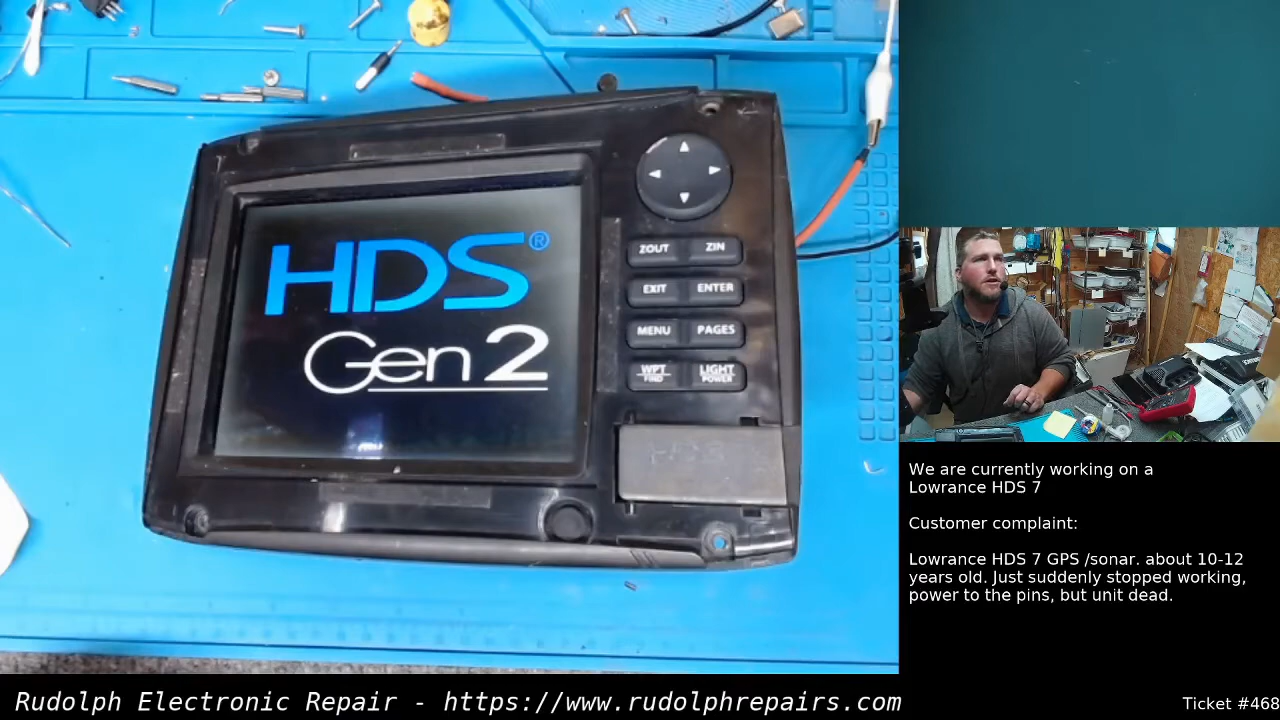 HDS®
Gen 2
ZOUT ZIN
EXIT ENTER
MENU PAGES
WPT LIGHT
FIND POWER
HDS
We are currently working on a
Lowrance HDS 7
Customer complaint:
Lowrance HDS 7 GPS /sonar. about 10-12
years old. Just suddenly stopped working,
power to the pins, but unit dead.
Rudolph Electronic Repair - https://www.rudolphrepairs.com
Ticket #468